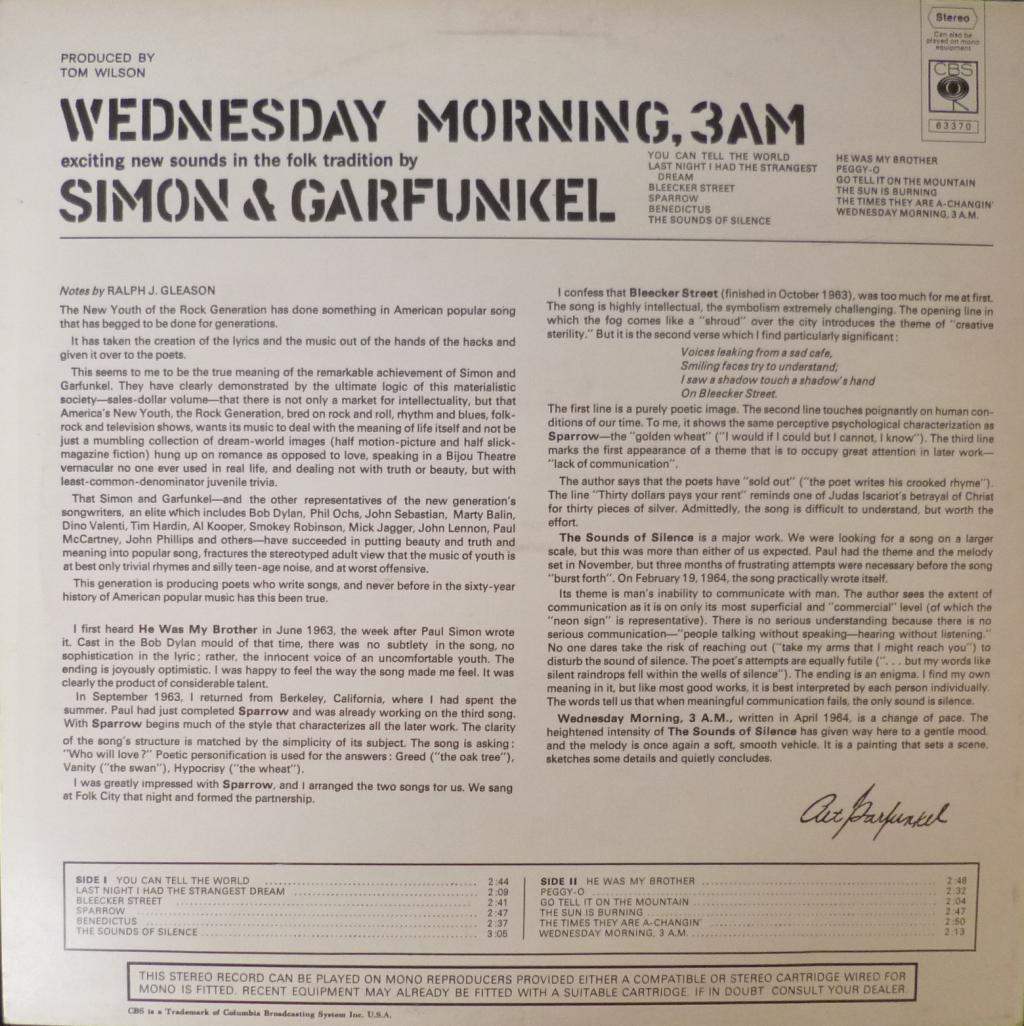 Stereo
Can also be
played on mono
equipment
CBS
63370
PRODUCED BY
TOM WILSON
WEDNESDAY MORNING, 3AM
exciting new sounds in the folk tradition by
SIMON & GARFUNKEL
YOU CAN TELL THE WORLD
LAST NIGHT I HAD THE STRANGEST
DREAM
BLEECKER STREET
SPARROW
BENEDICTUS
THE SOUNDS OF SILENCE
HE WAS MY BROTHER
PEGGY-O
GO TELL IT ON THE MOUNTAIN
THE SUN IS BURNING
THE TIMES THEY ARE A-CHANGIN'
WEDNESDAY MORNING, 3 A.M.
Notes by RALPH J. GLEASON
The New Youth of the Rock Generation has done something in American popular song
that has begged to be done for generations.
It has taken the creation of the lyrics and the music out of the hands of the hacks and
given it over to the poets.
This seems to me to be the true meaning of the remarkable achievement of Simon and
Garfunkel. They have clearly demonstrated by the ultimate logic of this materialistic
society—sales-dollar volume—that there is not only a market for intellectuality, but that
America's New Youth, the Rock Generation, bred on rock and roll, rhythm and blues, folk-
rock and television shows, wants its music to deal with the meaning of life itself and not be
just a mumbling collection of dream-world images (half motion-picture and half slick-
magazine fiction) hung up on romance as opposed to love, speaking in a Bijou Theatre
vernacular no one ever used in real life, and dealing not with truth or beauty, but with
least-common-denominator juvenile trivia.
That Simon and Garfunkel—and the other representatives of the new generation's
songwriters, an elite which includes Bob Dylan, Phil Ochs, John Sebastian, Marty Balin,
Dino Valenti, Tim Hardin, Al Kooper, Smokey Robinson, Mick Jagger, John Lennon, Paul
McCartney, John Phillips and others—have succeeded in putting beauty and truth and
meaning into popular song, fractures the stereotyped adult view that the music of youth is
at best only trivial rhymes and silly teen-age noise, and at worst offensive.
This generation is producing poets who write songs, and never before in the sixty-year
history of American popular music has this been true.
I first heard He Was My Brother in June 1963, the week after Paul Simon wrote
it. Cast in the Bob Dylan mould of that time, there was no subtlety in the song, no
sophistication in the lyric; rather, the innocent voice of an uncomfortable youth. The
ending is joyously optimistic. I was happy to feel the way the song made me feel. It was
clearly the product of considerable talent.
In September 1963, I returned from Berkeley, California, where I had spent the
summer. Paul had just completed Sparrow and was already working on the third song.
With Sparrow begins much of the style that characterizes all the later work. The clarity
of the song's structure is matched by the simplicity of its subject. The song is asking:
"Who will love?" Poetic personification is used for the answers: Greed ("the oak tree"),
Vanity ("the swan"), Hypocrisy ("the wheat").
I was greatly impressed with Sparrow, and I arranged the two songs for us. We sang
at Folk City that night and formed the partnership.
I confess that Bleecker Street (finished in October 1963), was too much for me at first.
The song is highly intellectual, the symbolism extremely challenging. The opening line in
which the fog comes like a "shroud" over the city introduces the theme of "creative
sterility." But it is the second verse which I find particularly significant:
Voices leaking from a sad cafe,
Smiling faces try to understand;
I saw a shadow touch a shadow's hand
On Bleecker Street.
The first line is a purely poetic image. The second line touches poignantly on human con-
ditions of our time. To me, it shows the same perceptive psychological characterization as
Sparrow—the "golden wheat" ("I would if I could but I cannot, I know"). The third line
marks the first appearance of a theme that is to occupy great attention in later work—
"lack of communication".
The author says that the poets have "sold out" ("the poet writes his crooked rhyme").
The line "Thirty dollars pays your rent" reminds one of Judas Iscariot's betrayal of Christ
for thirty pieces of silver. Admittedly, the song is difficult to understand, but worth the
effort.
The Sounds of Silence is a major work. We were looking for a song on a larger
scale, but this was more than either of us expected. Paul had the theme and the melody
set in November, but three months of frustrating attempts were necessary before the song
"burst forth". On February 19, 1964, the song practically wrote itself.
Its theme is man's inability to communicate with man. The author sees the extent of
communication as it is on only its most superficial and "commercial" level (of which the
"neon sign" is representative). There is no serious understanding because there is no
serious communication—"people talking without speaking—hearing without listening."
No one dares take the risk of reaching out ("take my arms that I might reach you") to
disturb the sound of silence. The poet's attempts are equally futile ("... but my words like
silent raindrops fell within the wells of silence"). The ending is an enigma. I find my own
meaning in it, but like most good works, it is best interpreted by each person individually.
The words tell us that when meaningful communication fails, the only sound is silence.
Wednesday Morning, 3 A.M., written in April 1964, is a change of pace. The
heightened intensity of The Sounds of Silence has given way here to a gentle mood,
and the melody is once again a soft, smooth vehicle. It is a painting that sets a scene,
sketches some details and quietly concludes.
Art Garfunkel
SIDE I YOU CAN TELL THE WORLD 2:44
LAST NIGHT I HAD THE STRANGEST DREAM 2:09
BLEECKER STREET 2:41
SPARROW 2:47
BENEDICTUS 2:37
THE SOUNDS OF SILENCE 3:05
SIDE II HE WAS MY BROTHER 2:48
PEGGY-O 2:32
GO TELL IT ON THE MOUNTAIN 2:04
THE SUN IS BURNING 2:47
THE TIMES THEY ARE A-CHANGIN' 2:50
WEDNESDAY MORNING, 3 A.M. 2:13
THIS STEREO RECORD CAN BE PLAYED ON MONO REPRODUCERS PROVIDED EITHER A COMPATIBLE OR STEREO CARTRIDGE WIRED FOR
MONO IS FITTED. RECENT EQUIPMENT MAY ALREADY BE FITTED WITH A SUITABLE CARTRIDGE. IF IN DOUBT CONSULT YOUR DEALER.
CBS is a Trademark of Columbia Broadcasting System Inc. U.S.A.